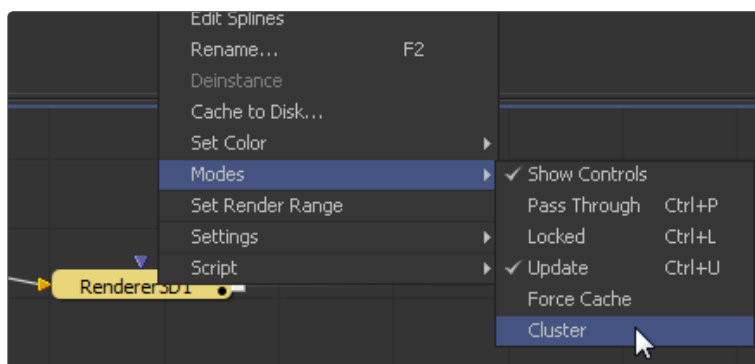 Edit Splines
Rename... F2
Deinstance
Cache to Disk...
Set Color
Modes
Set Render Range
Settings
Script
Show Controls
Pass Through Ctrl+P
Locked Ctrl+L
Update Ctrl+U
Force Cache
Cluster
Renderer3D1